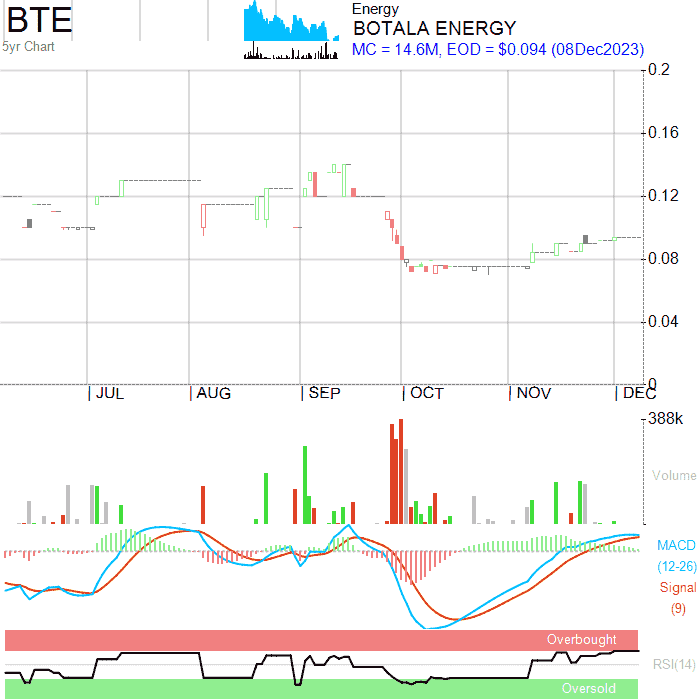 BTE
5yr Chart
Energy
BOTALA ENERGY
MC = 14.6M, EOD = $0.094 (08Dec2023)
0.2
0.16
0.12
0.08
0.04
0
JUL AUG SEP OCT NOV DEC
388k
Volume
MACD
(12-26)
Signal
(9)
Overbought
RSI(14)
Oversold